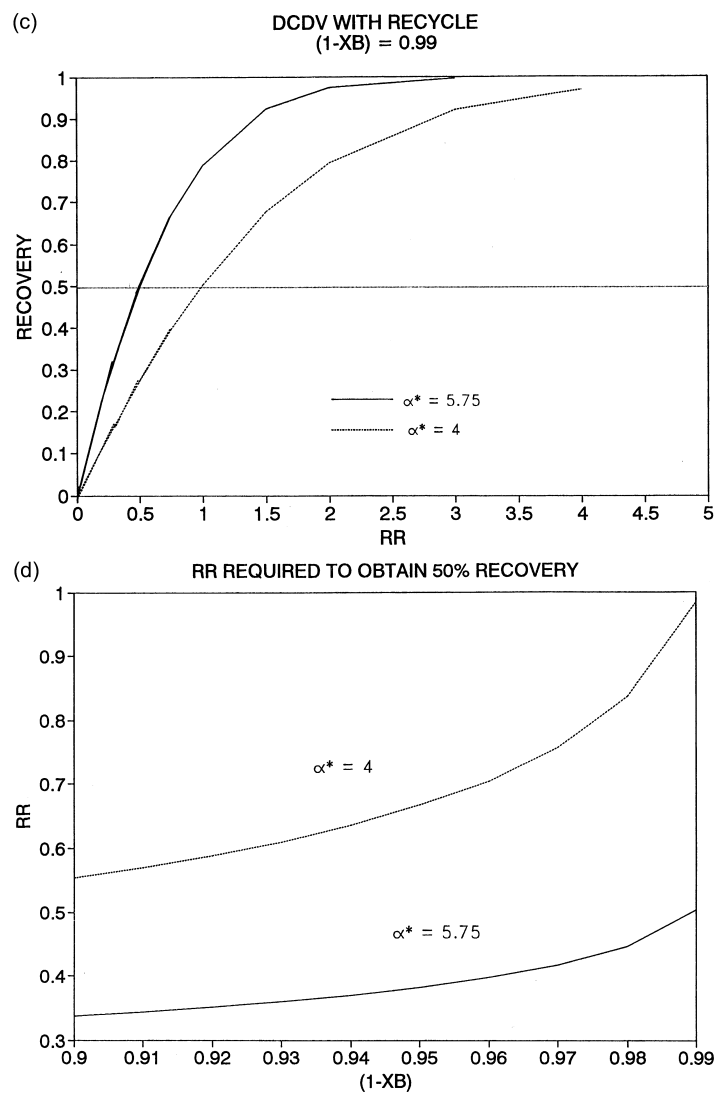 (c)
DCDV WITH RECYCLE
(1-XB) = 0.99
1
0.9
0.8
0.7
0.6
0.5
0.4
0.3
0.2
0.1
0
RECOVERY
∝* = 5.75
∝* = 4
0 0.5 1 1.5 2 2.5 3 3.5 4 4.5 5
RR
(d)
RR REQUIRED TO OBTAIN 50% RECOVERY
1
0.9
0.8
0.7
0.6
0.5
0.4
0.3
RR
∝* = 4
∝* = 5.75
0.9 0.91 0.92 0.93 0.94 0.95 0.96 0.97 0.98 0.99
(1-XB)